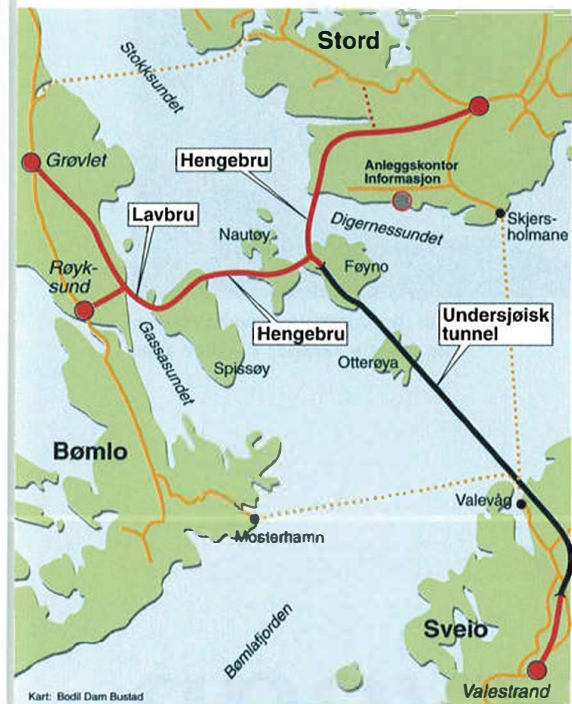 Stord
Stokksundet
Hengebru
Grøvlet
Anleggskontor
Informasjon
Lavbru
Nautøy
Digernessundet
Skjers-
holmane
Røyk-
sund
Føyno
Undersjøisk
tunnel
Hengebru
Gassasundet
Spissøy
Otterøya
Bømlo
Valevåg
Mosterhamn
Sveio
Bømlafjorden
Valestrand
Kart: Bodil Dam Bustad